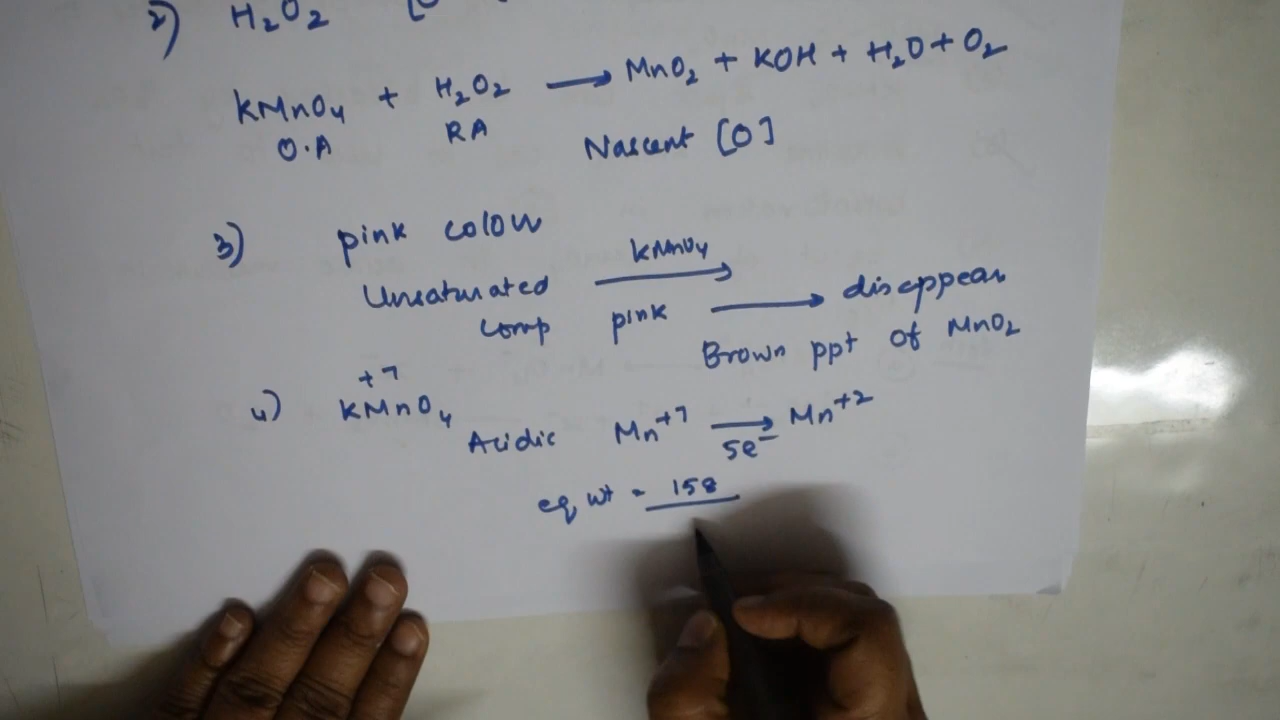 2) H2O2 [O
KMnO4 + H2O2 ⟶ MnO2 + KOH + H2O + O2
O.A RA Nascent [O]
3) pink colour
Unsaturated KMnO4 ⟶
comp pink ⟶ disappear
Brown ppt of MnO2
+7
4) KMnO4
Acidic Mn+7 ⟶ Mn+2
5e−
eq wt = 158